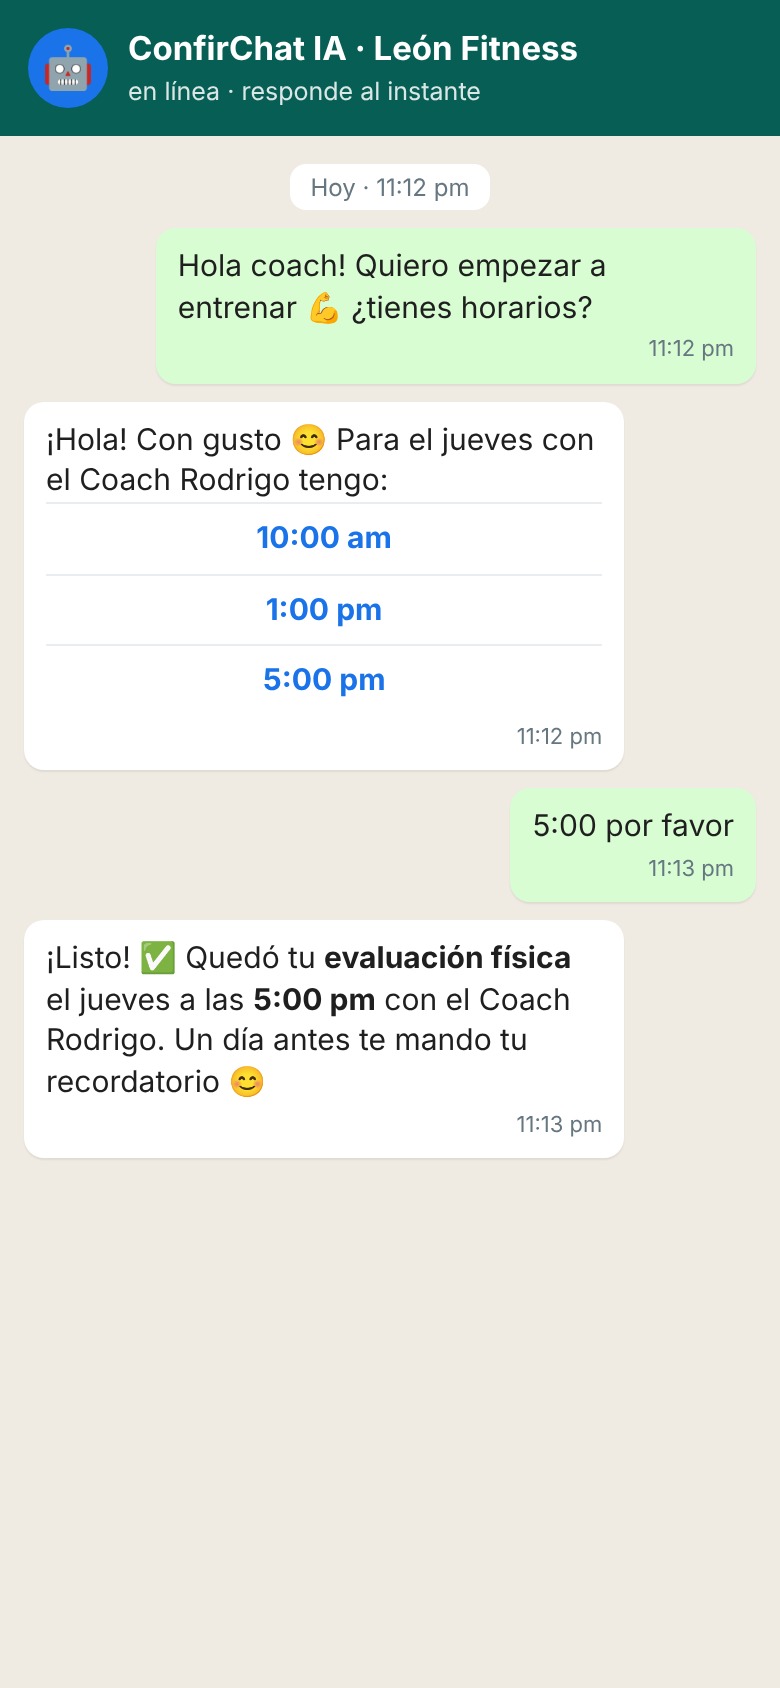 ConfirChat IA · León Fitness
en línea · responde al instante
Hoy · 11:12 pm
Hola coach! Quiero empezar a
entrenar 💪 ¿tienes horarios?
11:12 pm
¡Hola! Con gusto 😊 Para el jueves con
el Coach Rodrigo tengo:
10:00 am
1:00 pm
5:00 pm
11:12 pm
5:00 por favor
11:13 pm
¡Listo! ✅ Quedó tu evaluación física
el jueves a las 5:00 pm con el Coach
Rodrigo. Un día antes te mando tu
recordatorio 😊
11:13 pm